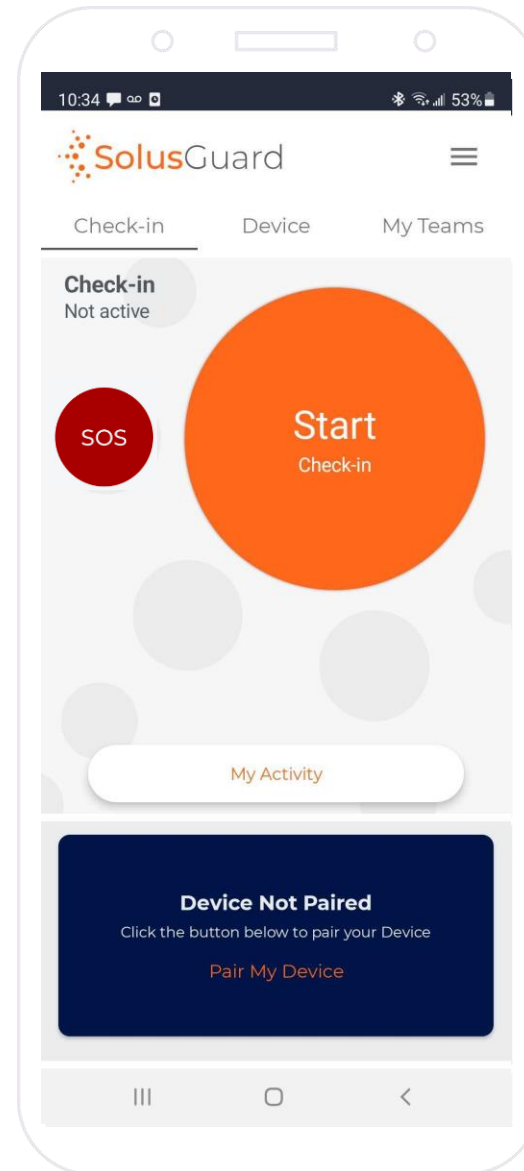 10:34
53%
SolusGuard
Check-in Device My Teams
Check-in
Not active
SOS
Start
Check-in
My Activity
Device Not Paired
Click the button below to pair your Device
Pair My Device